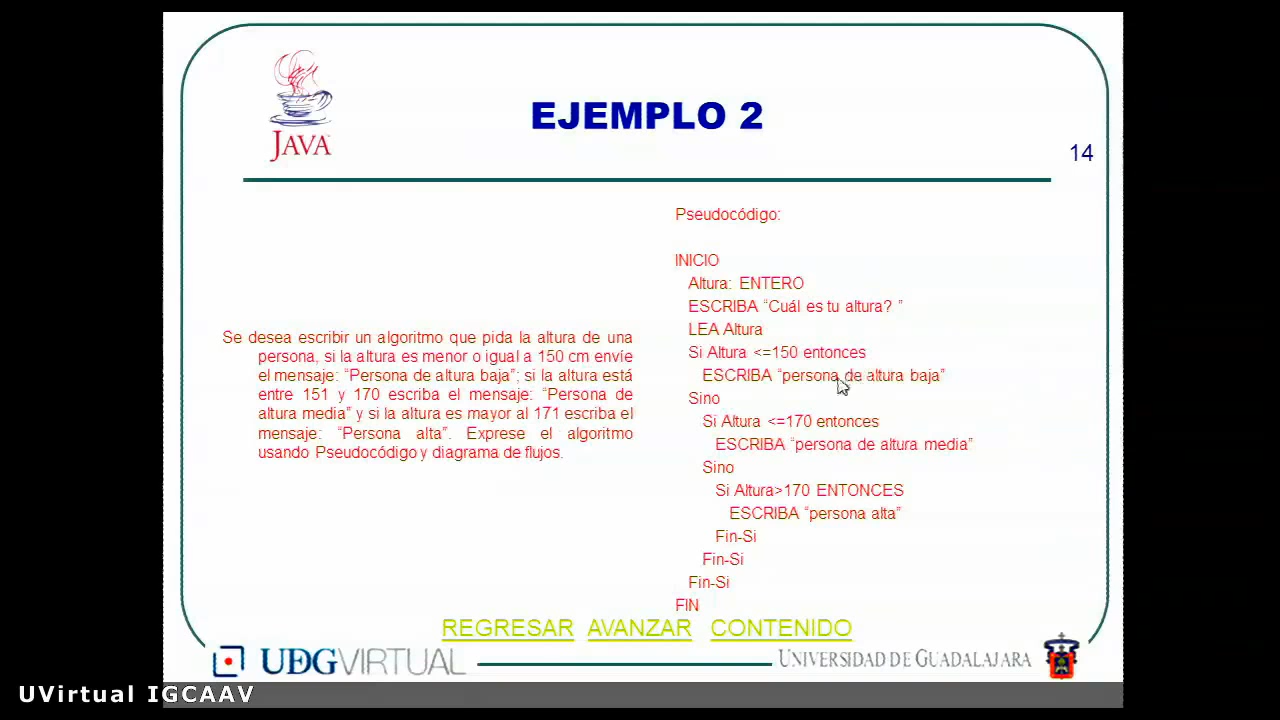 JAVA
EJEMPLO 2
14
Se desea escribir un algoritmo que pida la altura de una
persona, si la altura es menor o igual a 150 cm envíe
el mensaje: “Persona de altura baja”; si la altura está
entre 151 y 170 escriba el mensaje: “Persona de
altura media” y si la altura es mayor al 171 escriba el
mensaje: “Persona alta”. Exprese el algoritmo
usando Pseudocódigo y diagrama de flujos.
Pseudocódigo:
INICIO
Altura: ENTERO
ESCRIBA “Cuál es tu altura? ”
LEA Altura
Si Altura <=150 entonces
ESCRIBA “persona de altura baja”
Sino
Si Altura <=170 entonces
ESCRIBA “persona de altura media”
Sino
Si Altura>170 ENTONCES
ESCRIBA “persona alta”
Fin-Si
Fin-Si
Fin-Si
FIN
REGRESAR AVANZAR CONTENIDO
UDGVIRTUAL
UNIVERSIDAD DE GUADALAJARA
UVirtual IGCAAV